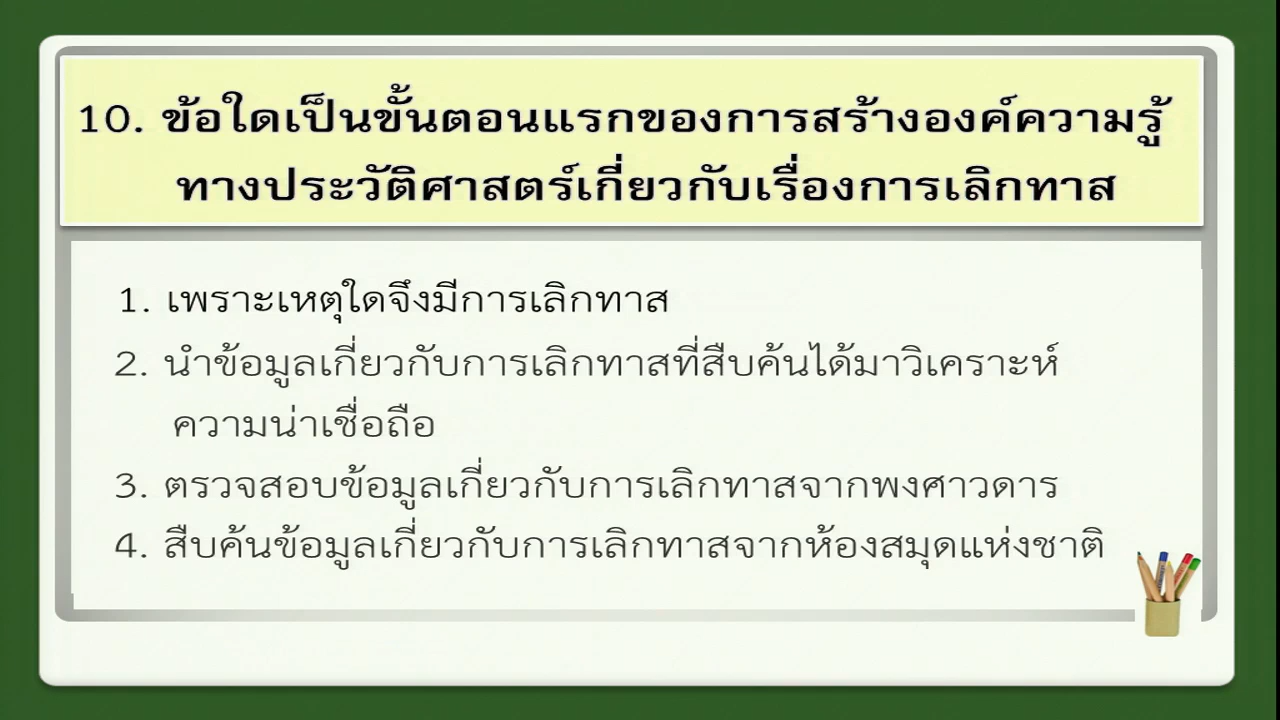 10. ข้อใดเป็นขั้นตอนแรกของการสร้างองค์ความรู้
ทางประวัติศาสตร์เกี่ยวกับเรื่องการเลิกทาส
1. เพราะเหตุใดจึงมีการเลิกทาส
2. นำข้อมูลเกี่ยวกับการเลิกทาสที่สืบค้นได้มาวิเคราะห์
ความน่าเชื่อถือ
3. ตรวจสอบข้อมูลเกี่ยวกับการเลิกทาสจากพงศาวดาร
4. สืบค้นข้อมูลเกี่ยวกับการเลิกทาสจากห้องสมุดแห่งชาติ